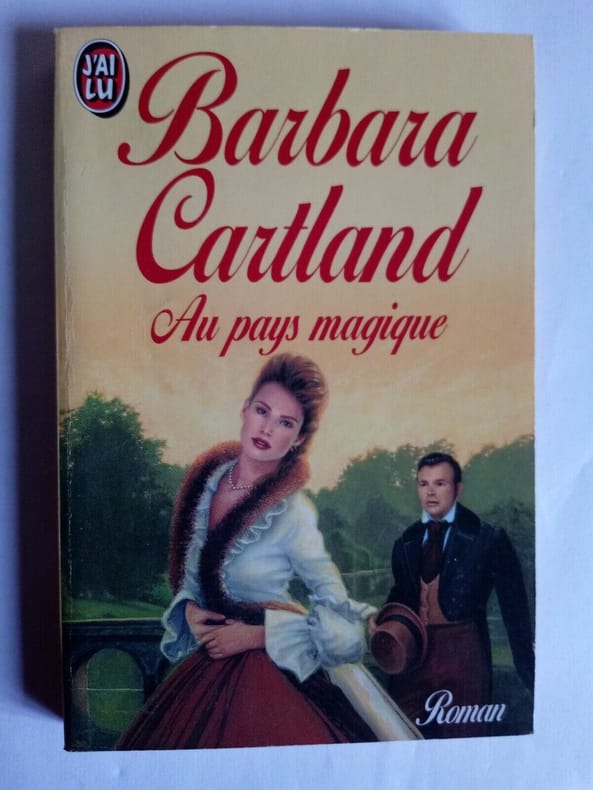 J'AI
LU
Barbara
Cartland
Au pays magique
Roman